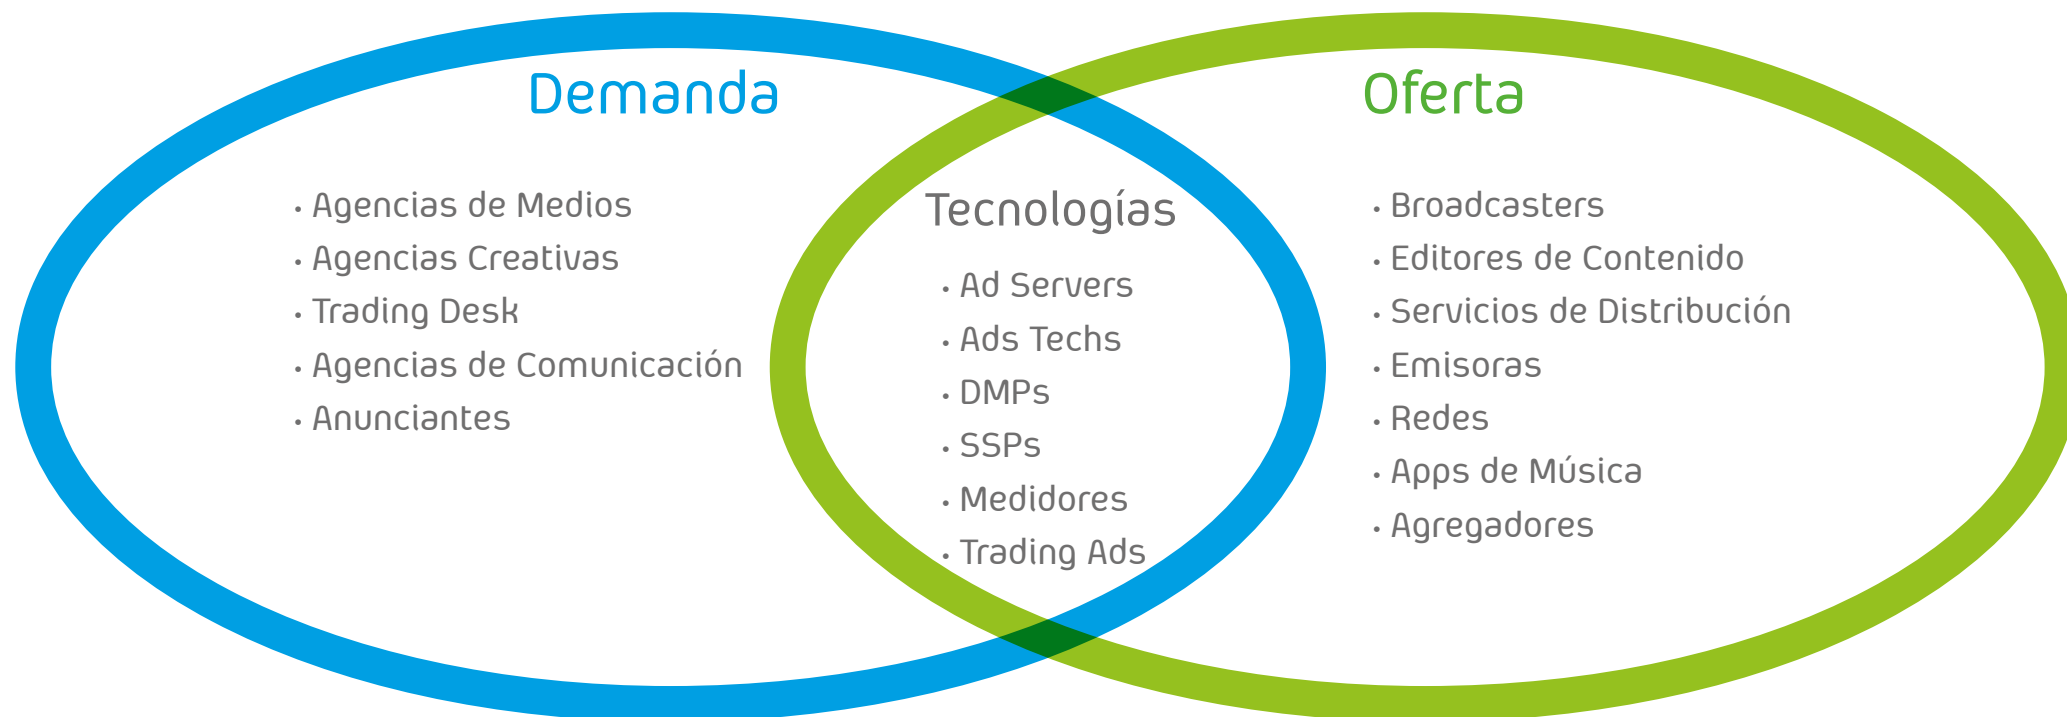 Demanda
• Agencias de Medios
• Agencias Creativas
• Trading Desk
• Agencias de Comunicación
• Anunciantes
Tecnologías
• Ad Servers
• Ads Techs
• DMPs
• SSPs
• Medidores
• Trading Ads
Oferta
• Broadcasters
• Editores de Contenido
• Servicios de Distribución
• Emisoras
• Redes
• Apps de Música
• Agregadores